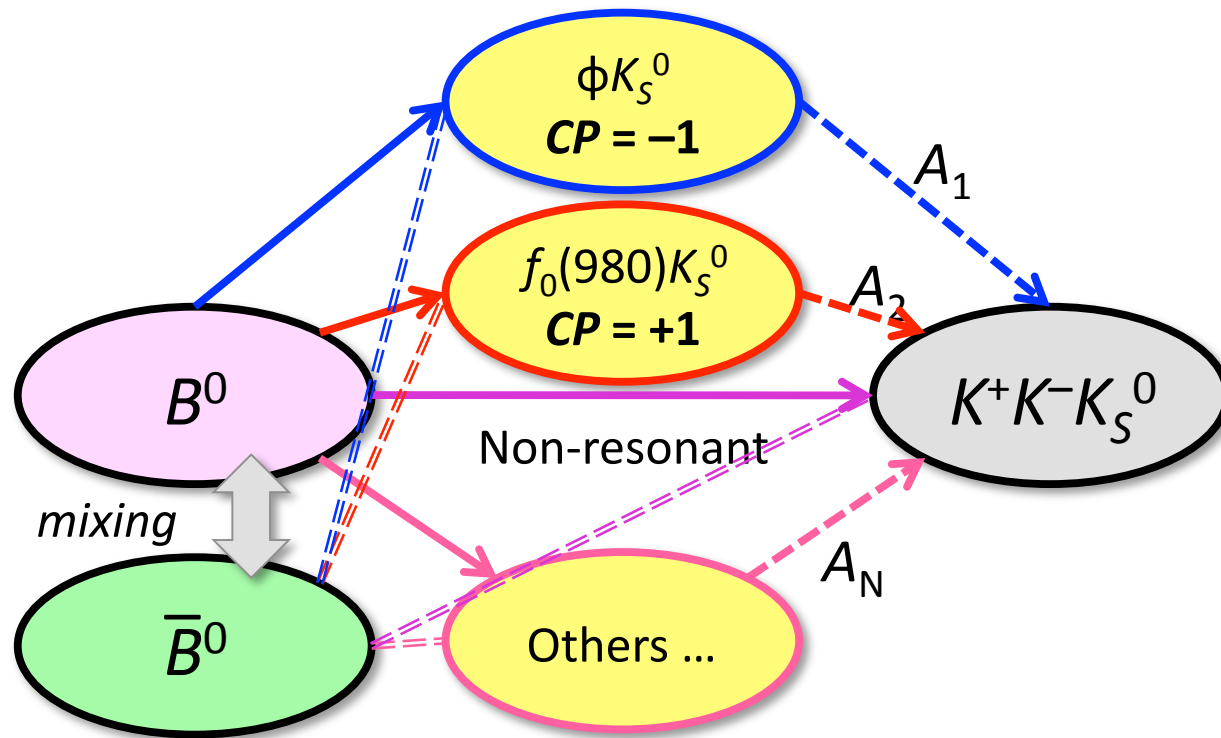 ϕK_S^0
CP = –1
A_1
f_0(980)K_S^0
CP = +1
A_2
B^0
K^+K^–K_S^0
Non-resonant
mixing
A_N
B̅^0
Others ...